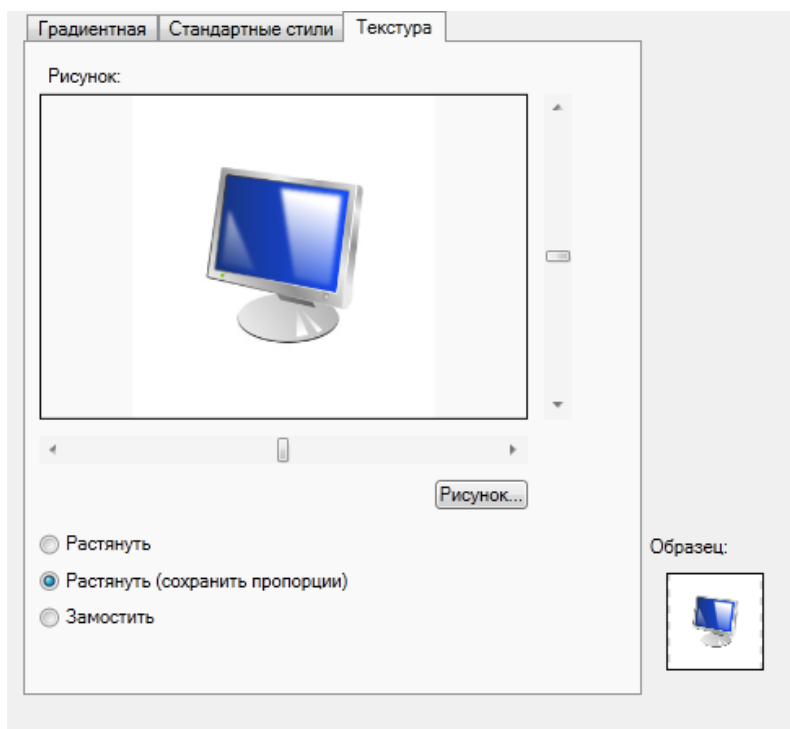 Градиентная Стандартные стили Текстура
Рисунок:
Рисунок...
Растянуть
Образец:
Растянуть (сохранить пропорции)
Замостить